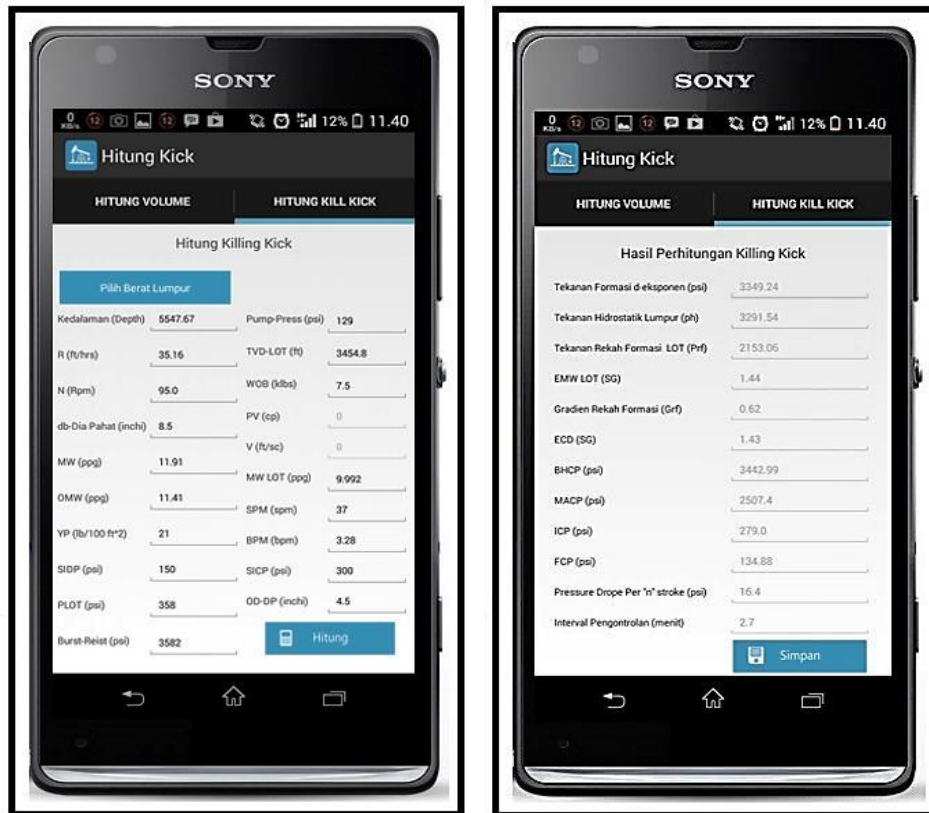 SONY
0 KB/s 12 12 12% 11.40
Hitung Kick
HITUNG VOLUME HITUNG KILL KICK
Hitung Killing Kick
Pilih Berat Lumpur
Kedalaman (Depth) 5547.67 Pump-Press (psi) 129
R (ft/hrs) 35.16 TVD-LOT (ft) 3454.8
N (Rpm) 95.0 WOB (klbs) 7.5
db-Dia Pahat (inchi) 8.5 PV (cp) 0
V (ft/sc) 0
MW (ppg) 11.91 MW LOT (ppg) 9.992
OMW (ppg) 11.41 SPM (spm) 37
YP (lb/100 ft*2) 21 BPM (bpm) 3.28
SIDP (psi) 150 SICP (psi) 300
PLOT (psi) 358 OD-DP (inchi) 4.5
Burst-Reist (psi) 3582 Hitung
SONY
0 KB/s 12 12 12% 11.40
Hitung Kick
HITUNG VOLUME HITUNG KILL KICK
Hasil Perhitungan Killing Kick
Tekanan Formasi d-eksponen (psi) 3349.24
Tekanan Hidrostatik Lumpur (ph) 3291.54
Tekanan Rekah Formasi LOT (Prf) 2153.06
EMW LOT (SG) 1.44
Gradien Rekah Formasi (Grf) 0.62
ECD (SG) 1.43
BHCP (psi) 3442.99
MACP (psi) 2507.4
ICP (psi) 279.0
FCP (psi) 134.88
Pressure Drope Per "n" stroke (psi) 16.4
Interval Pengontrolan (menit) 2.7
Simpan